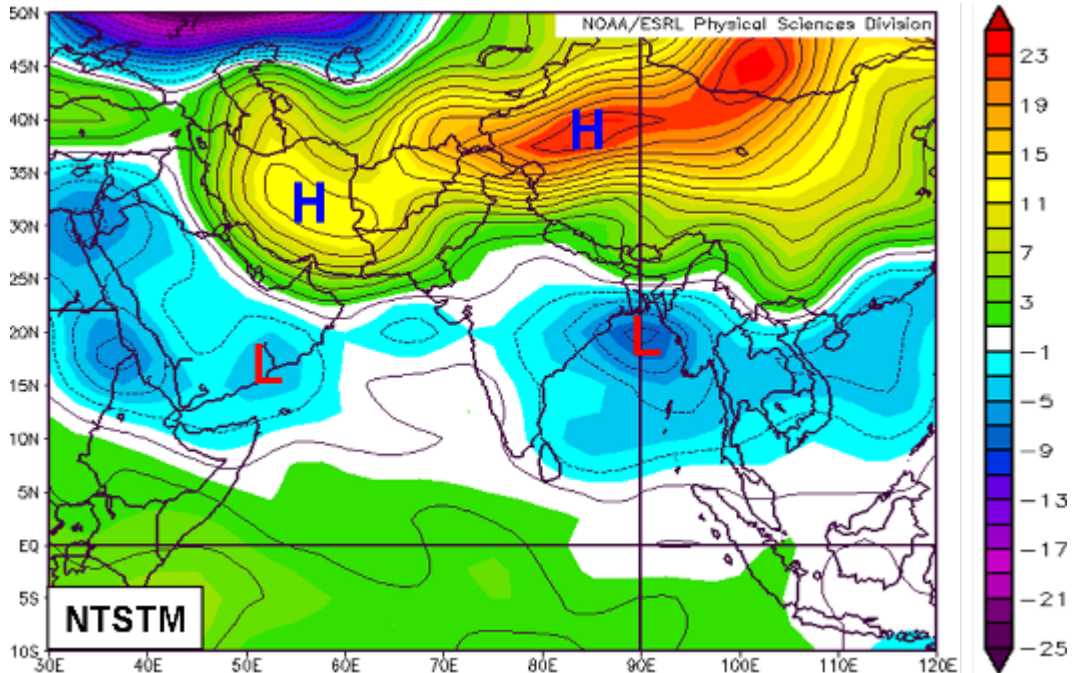 50N
NOAA/ESRL Physical Sciences Division
45N
40N
35N
30N
25N
20N
15N
10N
5N
EQ
5S
10S
H
H
L
L
NTSTM
30E 40E 50E 60E 70E 80E 90E 100E 110E 120E
23
19
15
11
7
3
-1
-5
-9
-13
-17
-21
-25